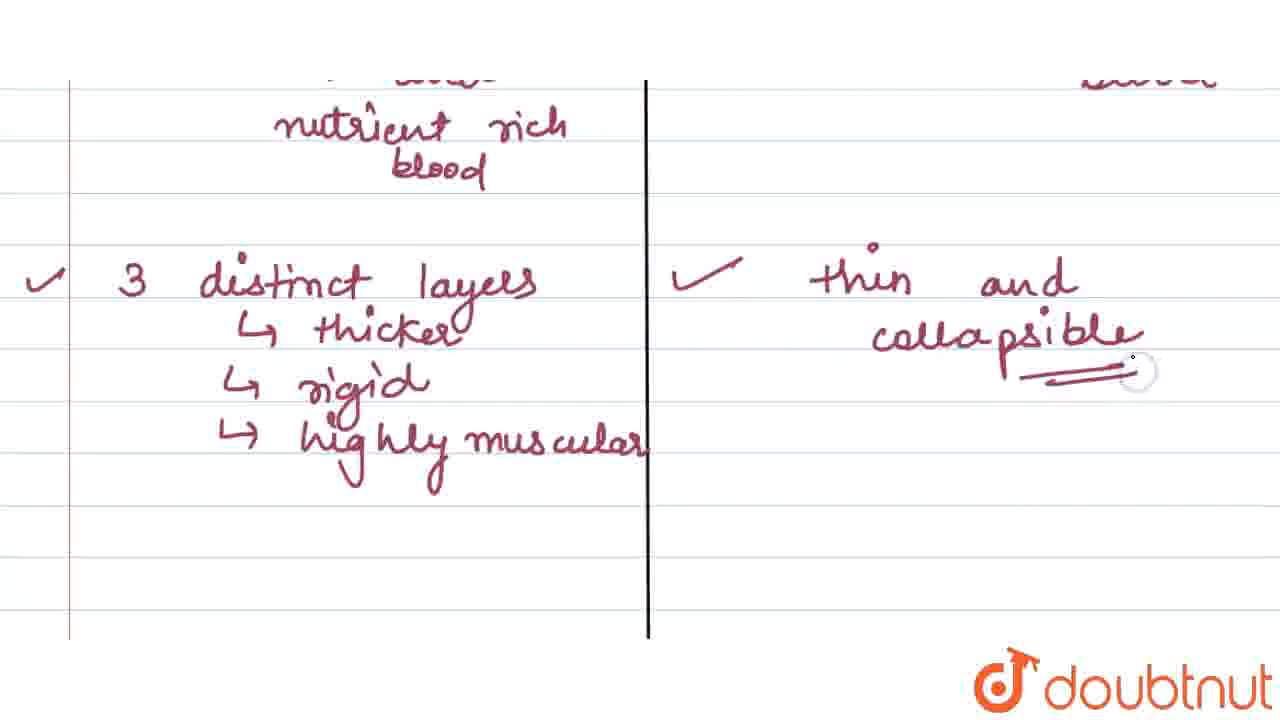 nutrient rich
blood
✓ 3 distinct layers
↳ thicker
↳ rigid
↳ highly muscular
✓ thin and
collapsible
doubtnut